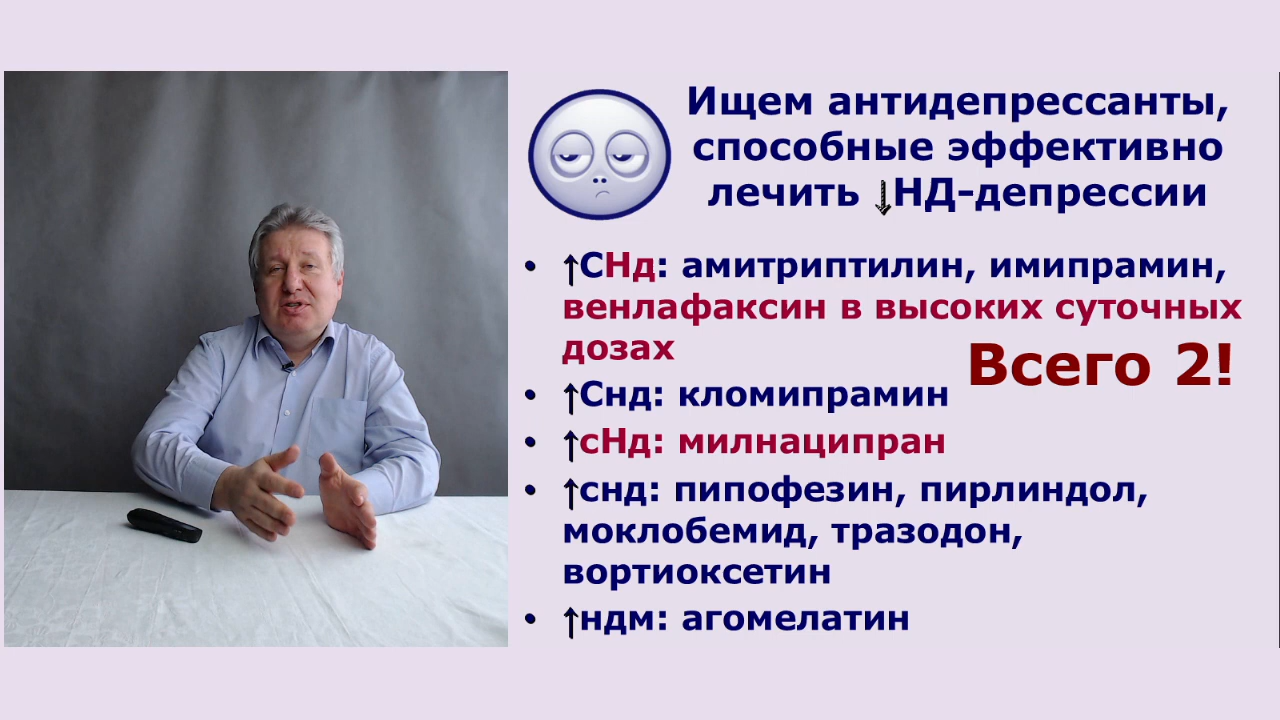 Ищем антидепрессанты,
способные эффективно
лечить ↓НД-депрессии
• ↑СНд: амитриптилин, имипрамин,
венлафаксин в высоких суточных
дозах
Всего 2!
• ↑Снд: кломипрамин
• ↑сНд: милнаципран
• ↑снд: пипофезин, пирлиндол,
моклобемид, тразодон,
вортиоксетин
• ↑ндм: агомелатин